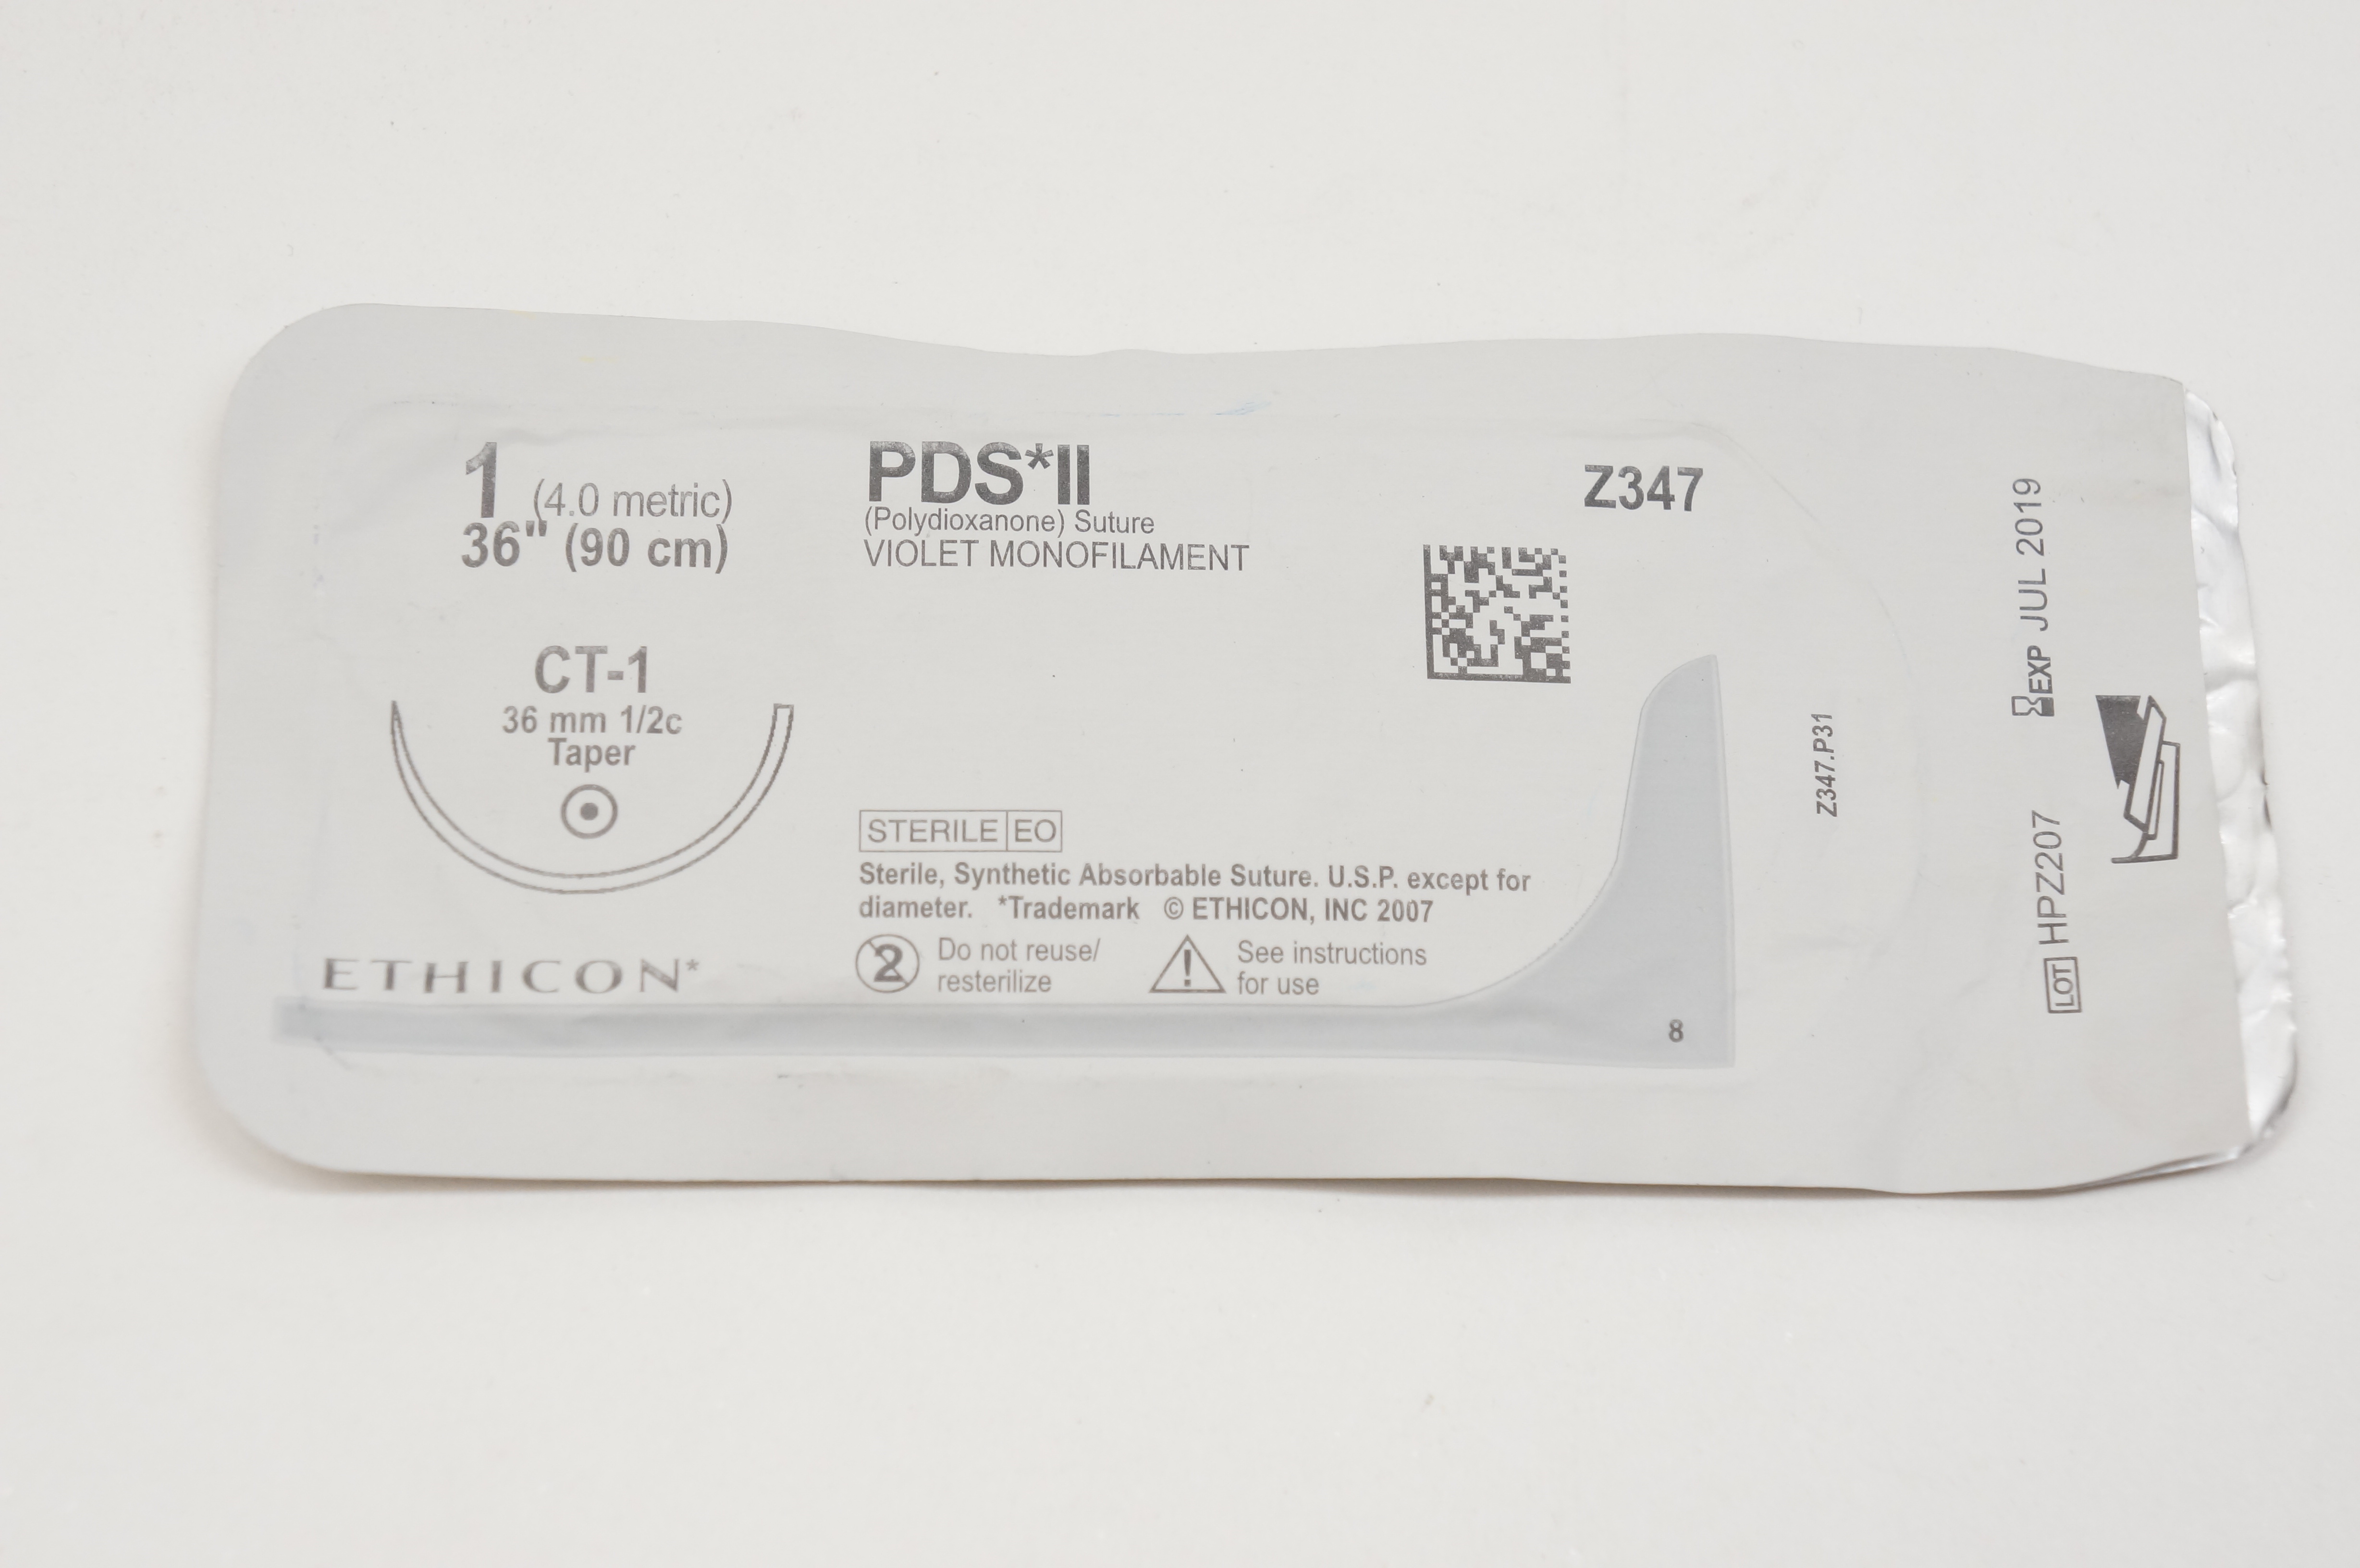 1 (4.0 metric)
36" (90 cm)
CT-1
36 mm 1/2c
Taper
ETHICON*
PDS*II
(Polydioxanone) Suture
VIOLET MONOFILAMENT
Z347
STERILE EO
Sterile, Synthetic Absorbable Suture. U.S.P. except for
diameter. *Trademark © ETHICON, INC 2007
2 Do not reuse/
resterilize
! See instructions
for use
8
Z347.P31
EXP JUL 2019
LOT HPZ207